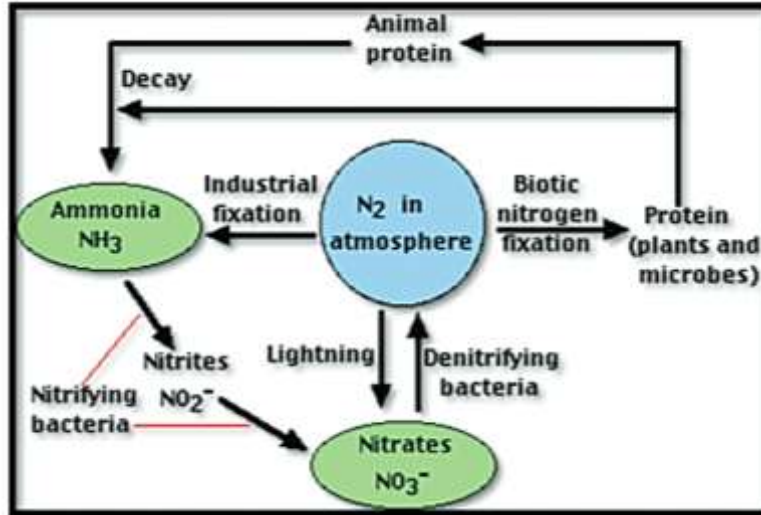 Animal
protein
Decay
Industrial
fixation
N₂ in
atmosphere
Biotic
nitrogen
fixation
Protein
(plants and
microbes)
Ammonia
NH₃
Nitrites
NO₂⁻
Nitrifying
bacteria
Lightning
Denitrifying
bacteria
Nitrates
NO₃⁻